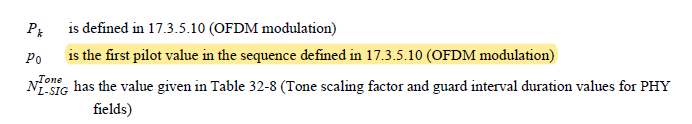 P_k is defined in 17.3.5.10 (OFDM modulation)
p_0 is the first pilot value in the sequence defined in 17.3.5.10 (OFDM modulation)
N_{L-SIG}^{Tone} has the value given in Table 32-8 (Tone scaling factor and guard interval duration values for PHY
fields)